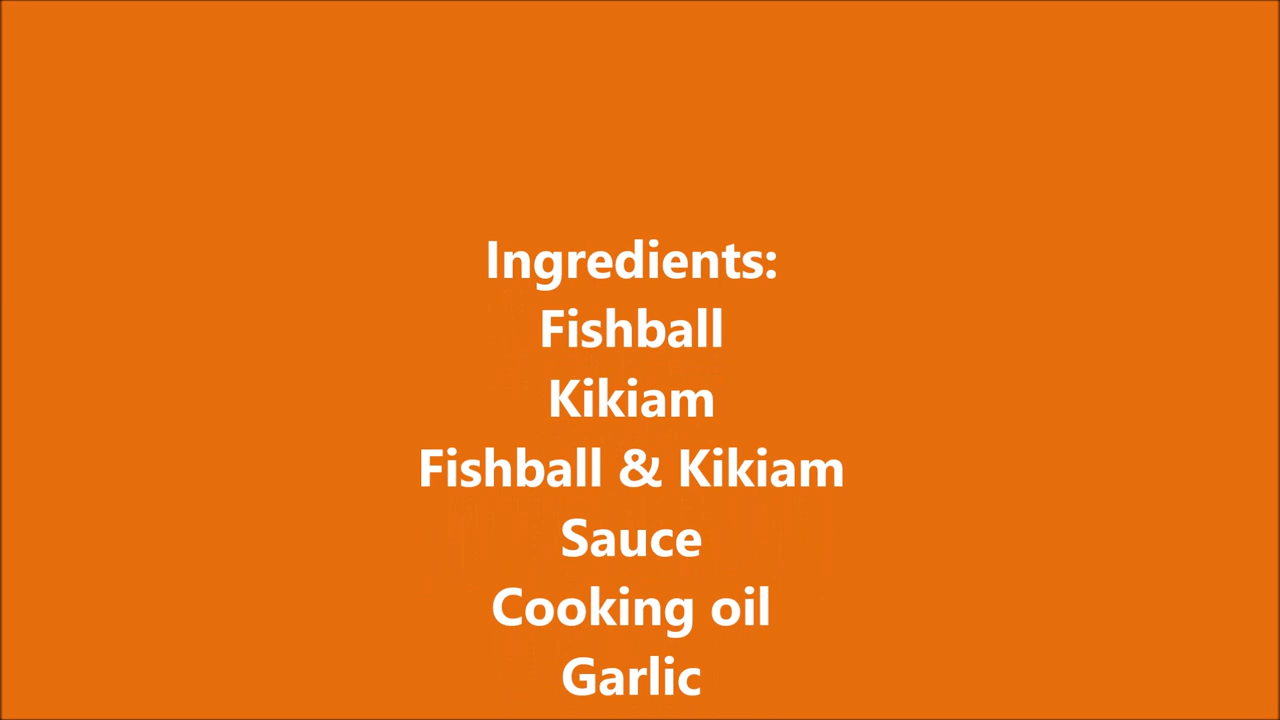 Ingredients:
Fishball
Kikiam
Fishball & Kikiam
Sauce
Cooking oil
Garlic